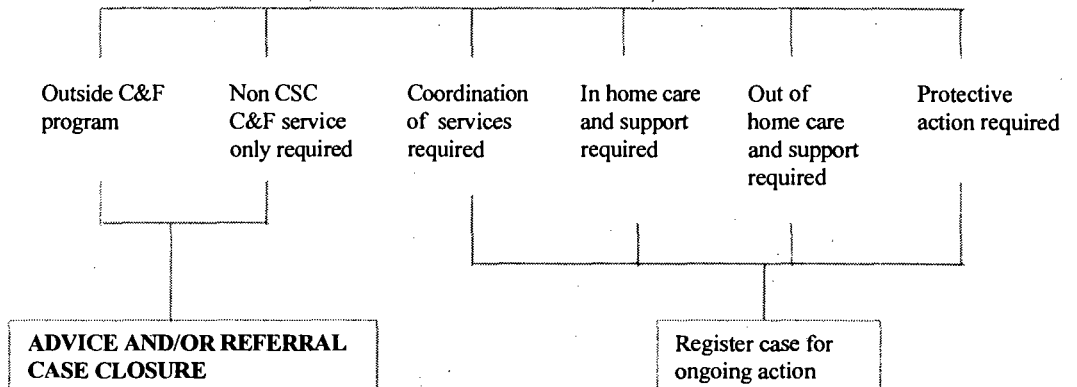 Outside C&F
program
Non CSC
C&F service
only required
Coordination
of services
required
In home care
and support
required
Out of
home care
and support
required
Protective
action required
ADVICE AND/OR REFERRAL
CASE CLOSURE
Register case for
ongoing action